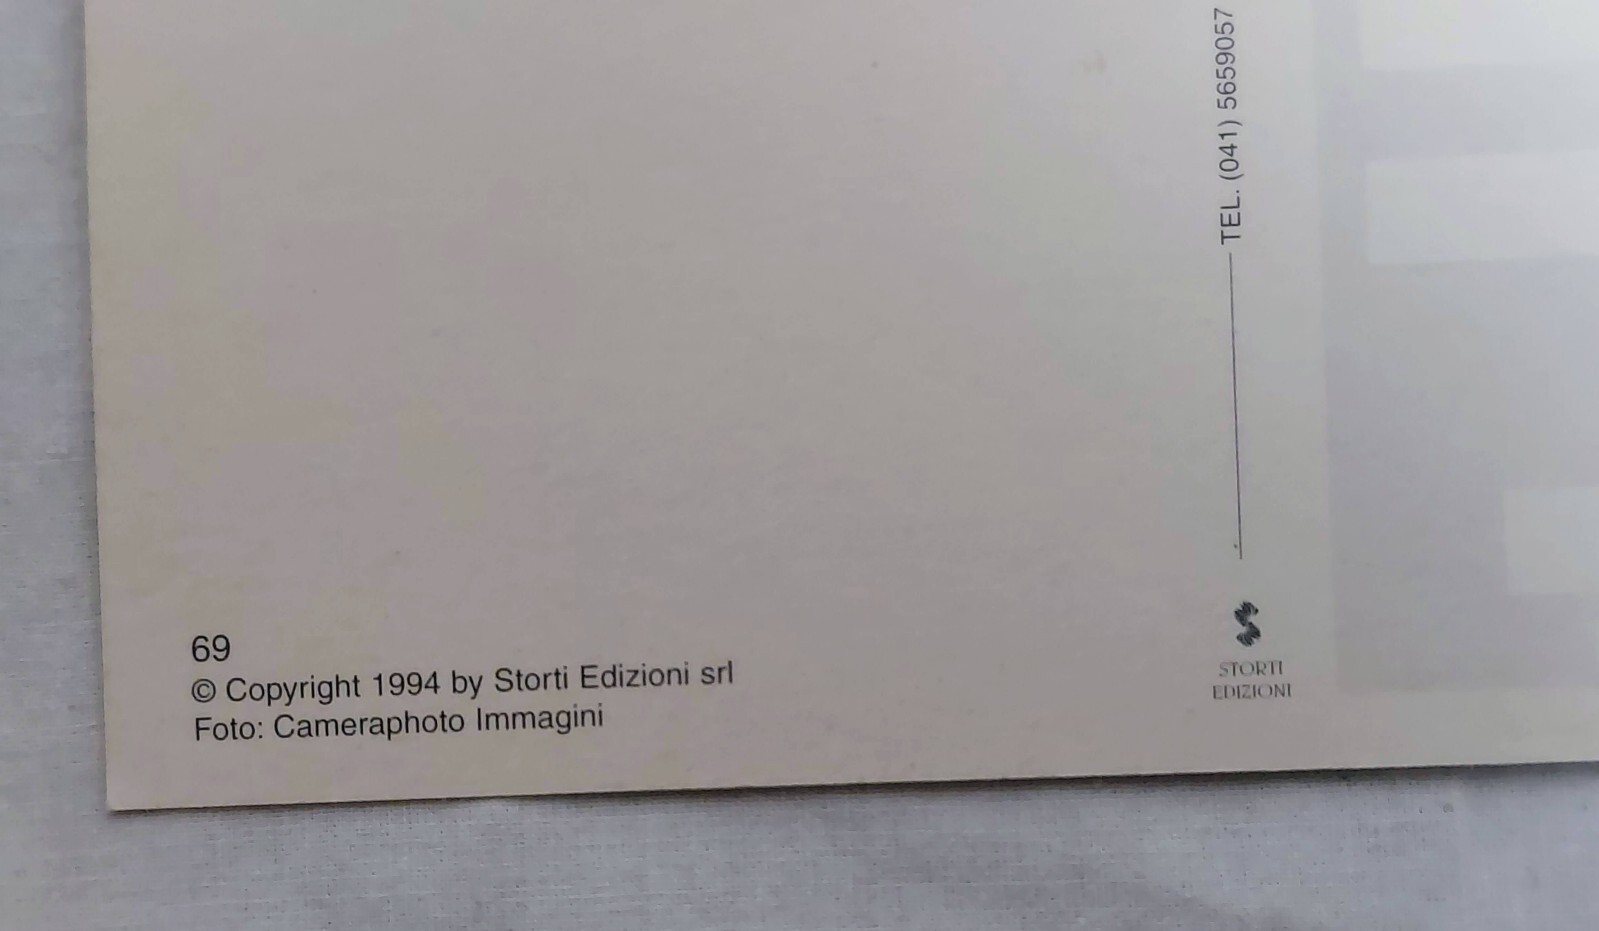 69
© Copyright 1994 by Storti Edizioni srl
Foto: Cameraphoto Immagini
TEL. (041) 5659057
STORTI
EDIZIONI